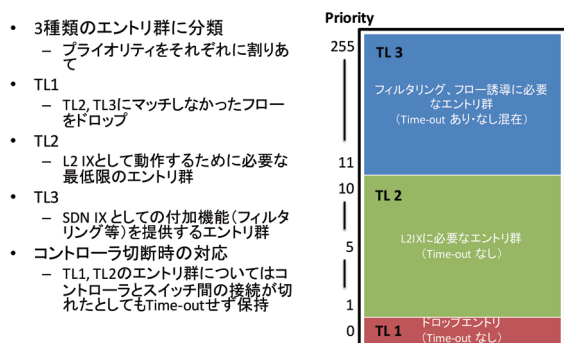 • 3種類のエントリ群に分類
– プライオリティをそれぞれに割りあ
て
• TL1
– TL2, TL3にマッチしなかったフロー
をドロップ
• TL2
– L2 IXとして動作するために必要な
最低限のエントリ群
• TL3
– SDN IX としての付加機能(フィルタ
リング等)を提供するエントリ群
• コントローラ切断時の対応
– TL1, TL2のエントリ群についてはコ
ントローラとスイッチ間の接続が切
れたとしてもTime-outせず保持
Priority
255
TL 3
フィルタリング、フロー誘導に必要
なエントリ群
(Time-out あり・なし混在)
11
10
TL 2
L2IXに必要なエントリ群
(Time-out なし)
5
1
0
TL 1
ドロップエントリ
(Time-out なし)